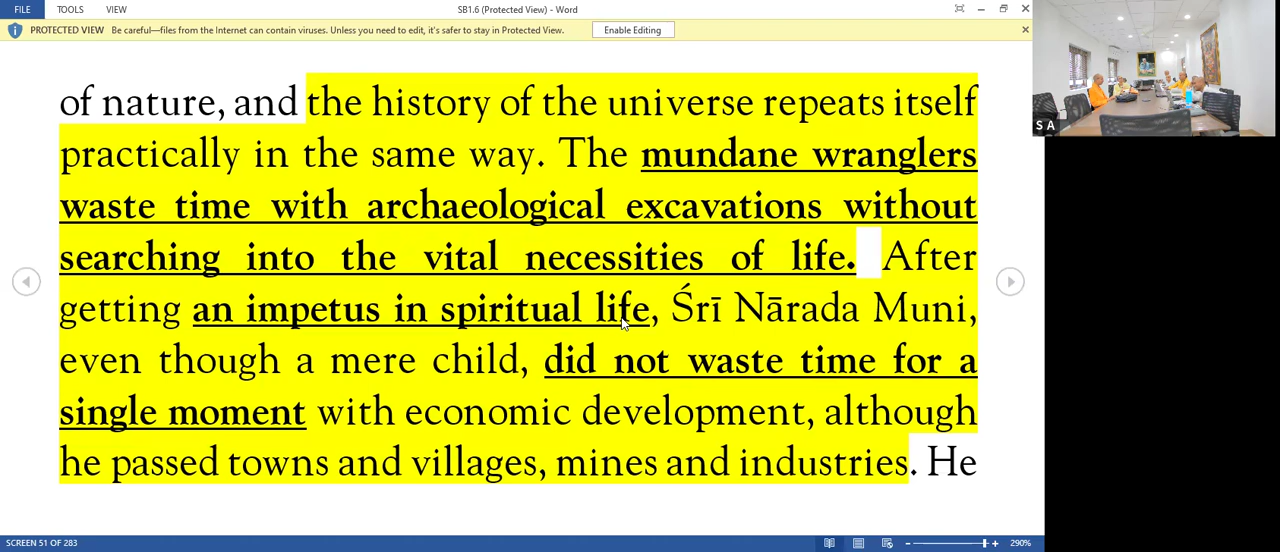 FILE TOOLS VIEW SB1.6 (Protected View) - Word
PROTECTED VIEW Be careful—files from the Internet can contain viruses. Unless you need to edit, it's safer to stay in Protected View. Enable Editing
of nature, and the history of the universe repeats itself
practically in the same way. The mundane wranglers
waste time with archaeological excavations without
searching into the vital necessities of life. After
getting an impetus in spiritual life, Śrī Nārada Muni,
even though a mere child, did not waste time for a
single moment with economic development, although
he passed towns and villages, mines and industries. He
SCREEN 51 OF 283 290%
S A